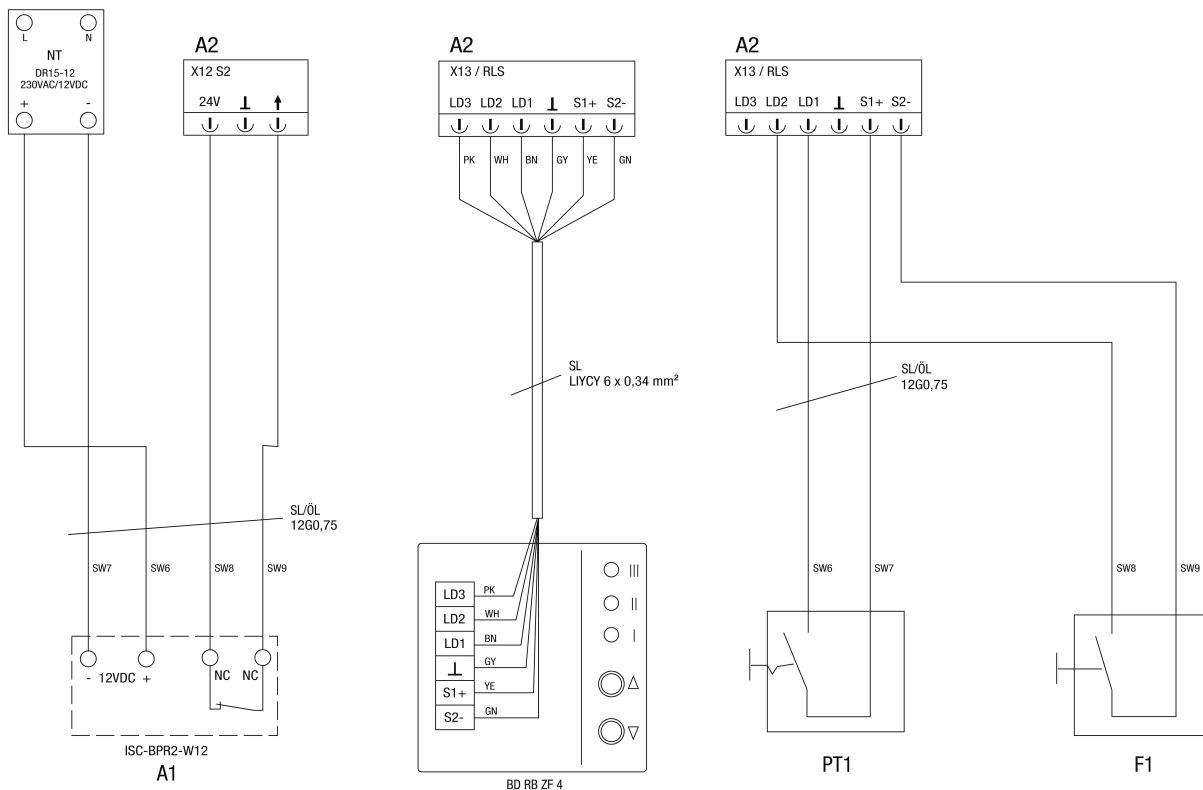 L N
NT
DR15-12
230VAC/12VDC
+ -
A2
X12 S2
24V
SL/ÖL
12G0,75
SW7 SW6 SW8 SW9
- 12VDC + NC NC
ISC-BPR2-W12
A1
A2
X13 / RLS
LD3 LD2 LD1 ⊥ S1+ S2-
PK WH BN GY YE GN
SL
LIYCY 6 x 0,34 mm²
LD3 PK
LD2 WH
LD1 BN
⊥ GY
S1+ YE
S2- GN
III
II
I
BD RB ZF 4
A2
X13 / RLS
LD3 LD2 LD1 ⊥ S1+ S2-
SL/ÖL
12G0,75
SW6 SW7
PT1
SW8 SW9
F1